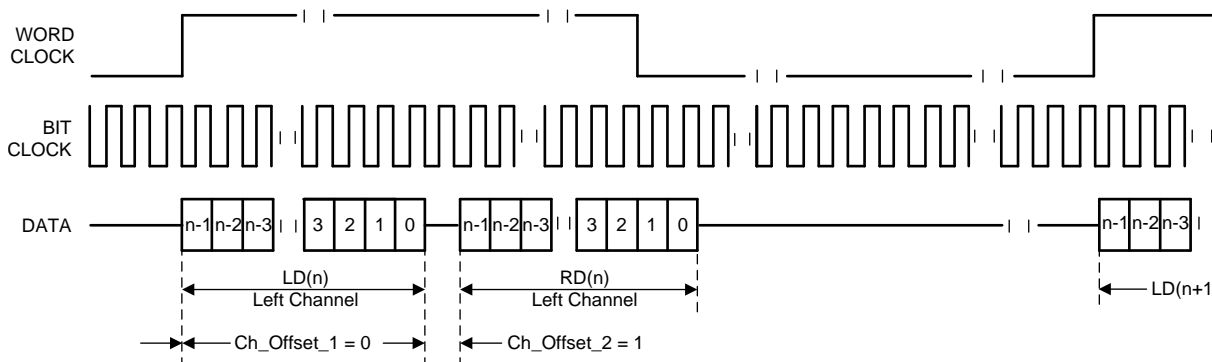 WORD
CLOCK
BIT
CLOCK
DATA
n-1 n-2 n-3 3 2 1 0 n-1 n-2 n-3 3 2 1 0 n-1 n-2 n-3
LD(n)
Left Channel
RD(n)
Left Channel
LD(n+1
Ch_Offset_1 = 0
Ch_Offset_2 = 1